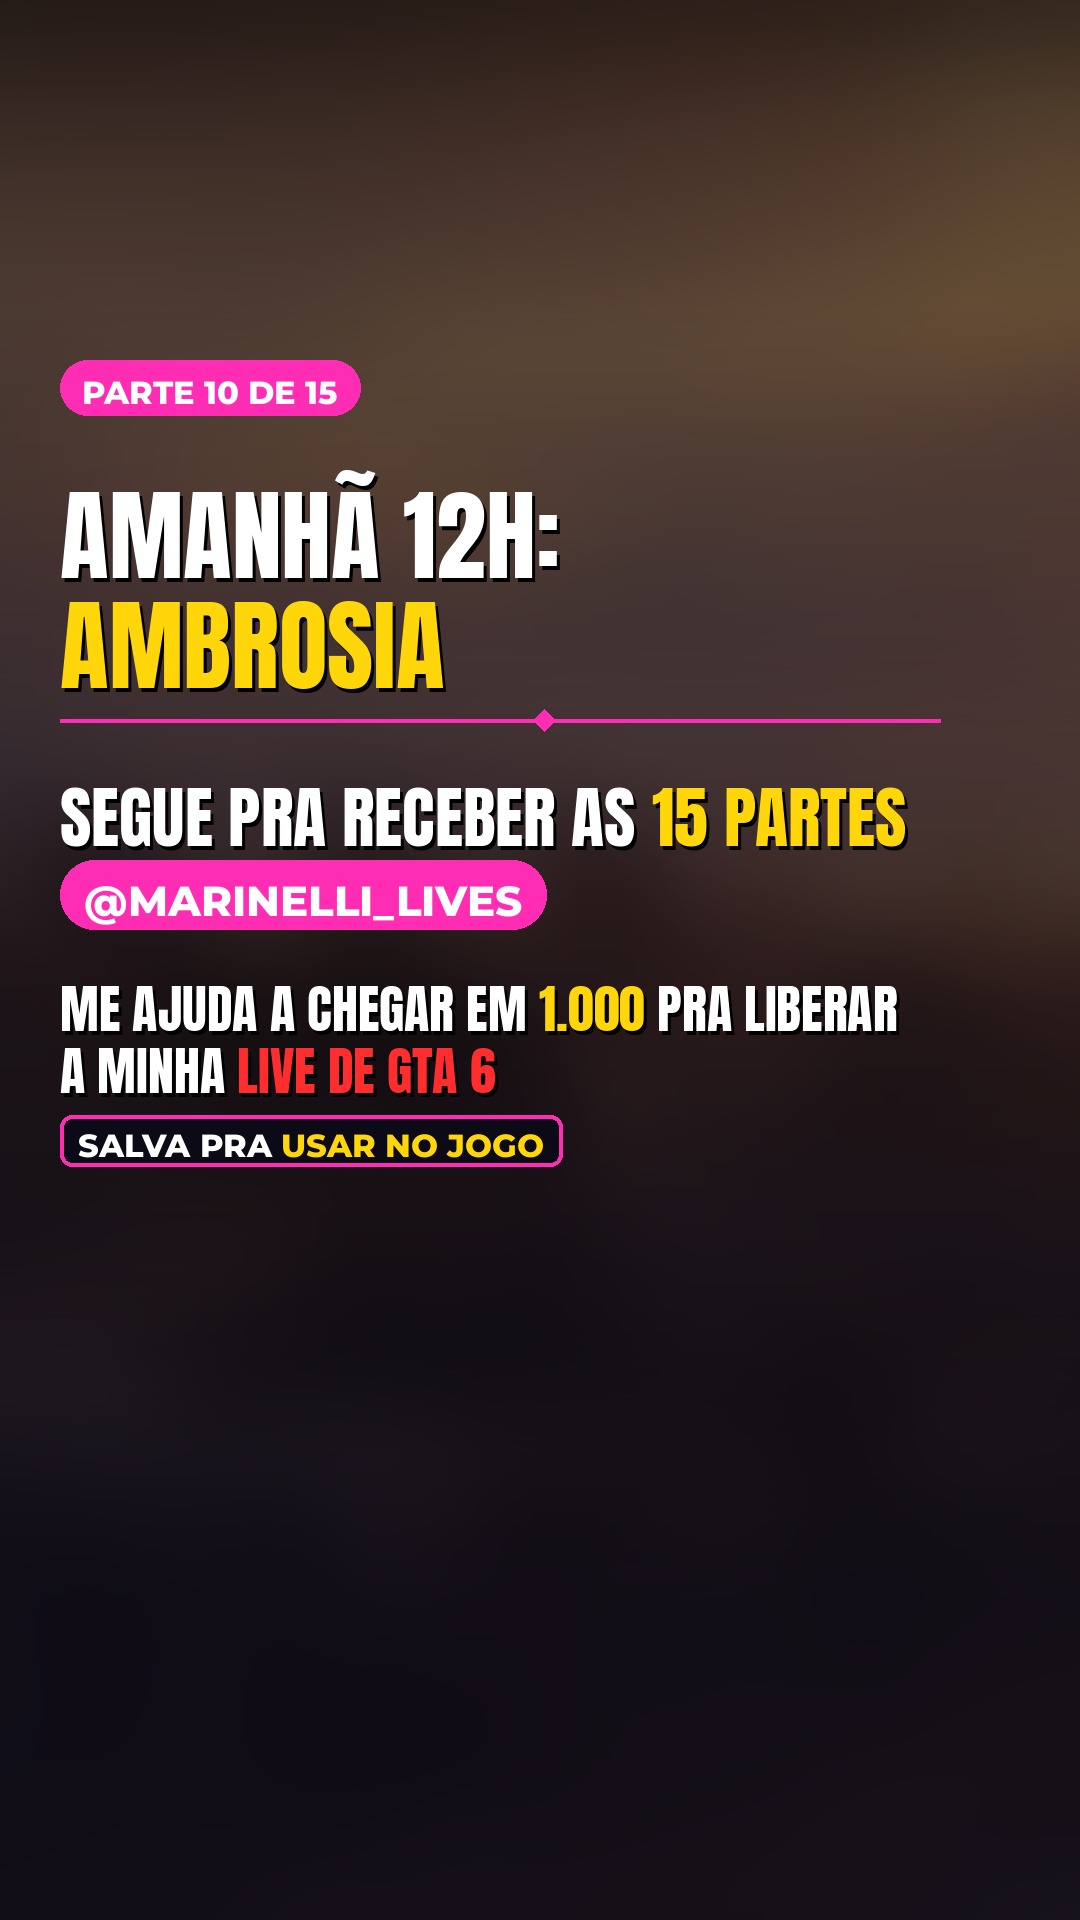 PARTE 10 DE 15
AMANHÃ 12H:
AMBROSIA
SEGUE PRA RECEBER AS 15 PARTES
@MARINELLI_LIVES
ME AJUDA A CHEGAR EM 1.000 PRA LIBERAR
A MINHA LIVE DE GTA 6
SALVA PRA USAR NO JOGO